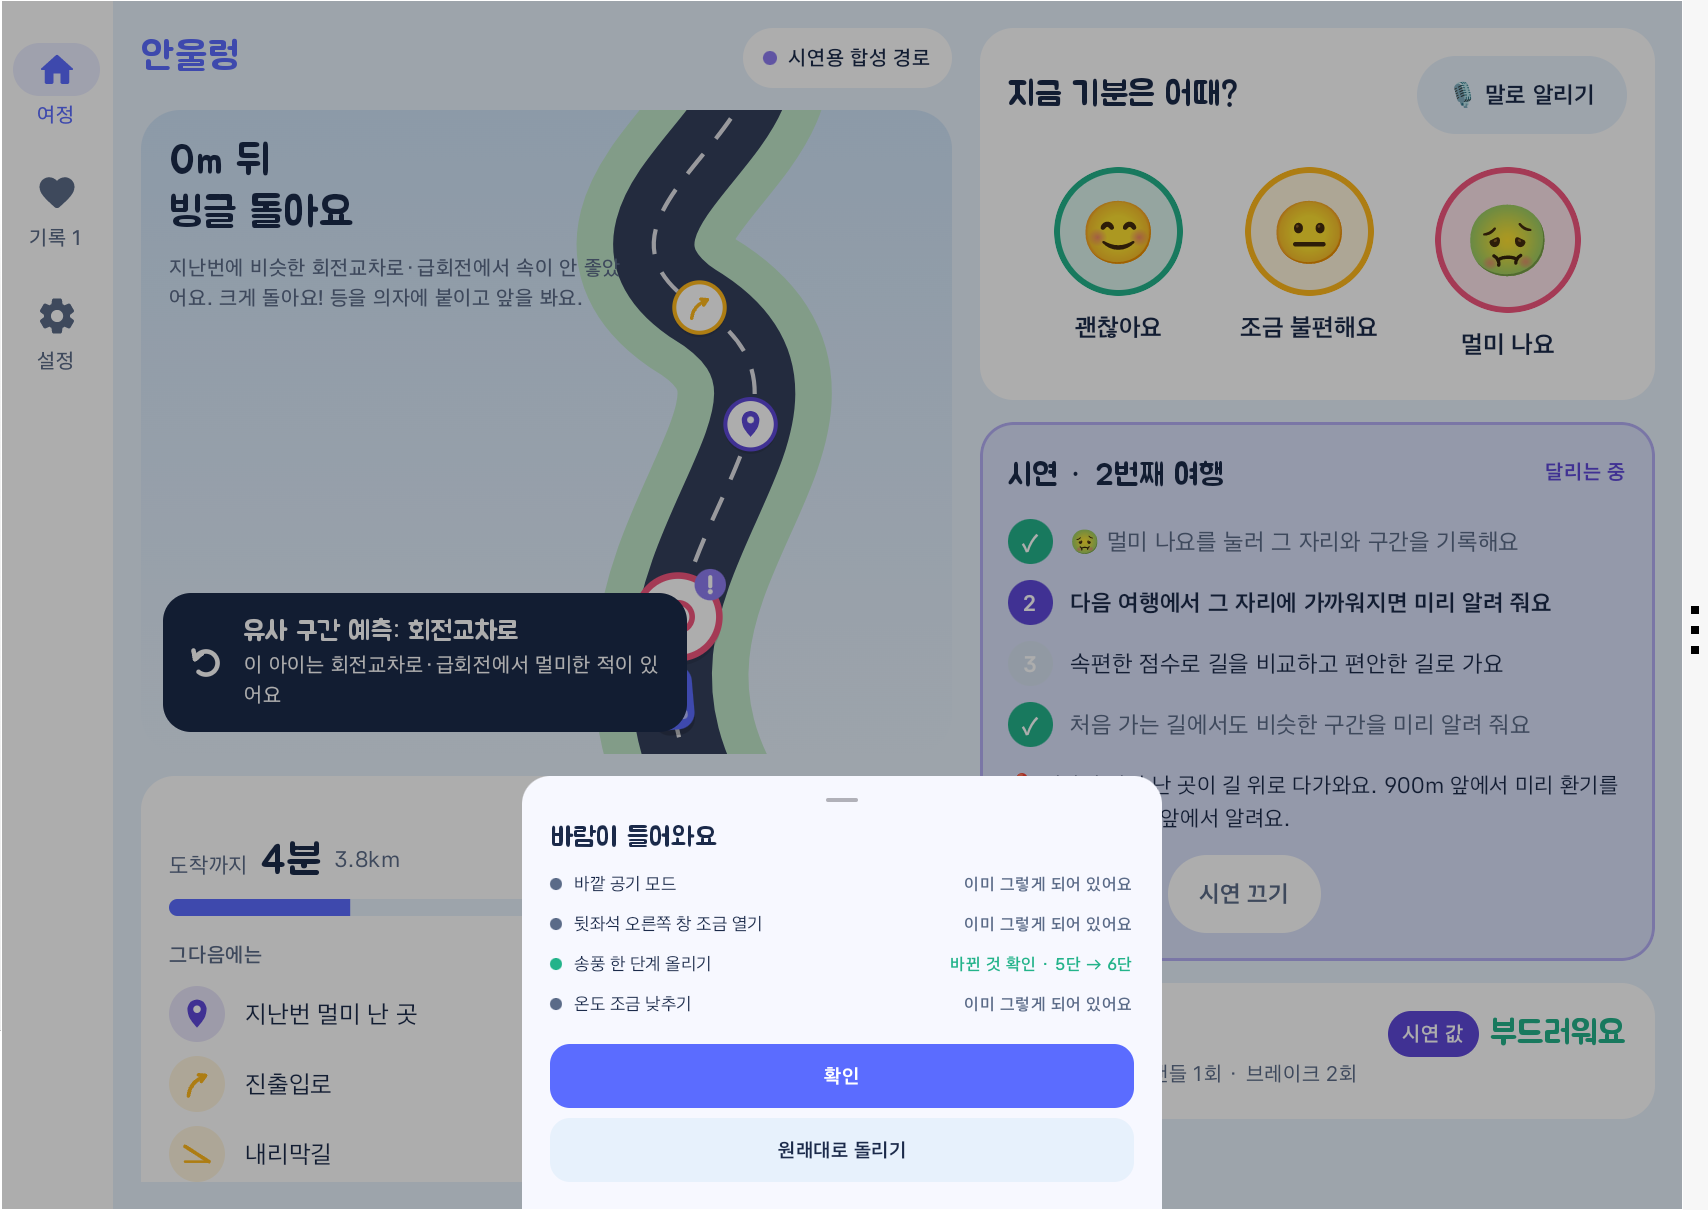 안울렁
시연용 합성 경로
여정
기록 1
설정
0m 뒤
빙글 돌아요
지난번에 비슷한 회전교차로·급회전에서 속이 안 좋았
어요. 크게 돌아요! 등을 의자에 붙이고 앞을 봐요.
유사 구간 예측: 회전교차로
이 아이는 회전교차로·급회전에서 멀미한 적이 있
어요
도착까지 4분 3.8km
그다음에는
지난번 멀미 난 곳
진출입로
내리막길
지금 기분은 어때?
말로 알리기
괜찮아요
조금 불편해요
멀미 나요
시연 · 2번째 여행
달리는 중
멀미 나요를 눌러 그 자리와 구간을 기록해요
2 다음 여행에서 그 자리에 가까워지면 미리 알려 줘요
3 속편한 점수로 길을 비교하고 편안한 길로 가요
처음 가는 길에서도 비슷한 구간을 미리 알려 줘요
난 곳이 길 위로 다가와요. 900m 앞에서 미리 환기를
앞에서 알려요.
시연 끄기
시연 값 부드러워요
1회 · 브레이크 2회
바람이 들어와요
바깥 공기 모드 이미 그렇게 되어 있어요
뒷좌석 오른쪽 창 조금 열기 이미 그렇게 되어 있어요
송풍 한 단계 올리기 바뀐 것 확인 · 5단 → 6단
온도 조금 낮추기 이미 그렇게 되어 있어요
확인
원래대로 돌리기